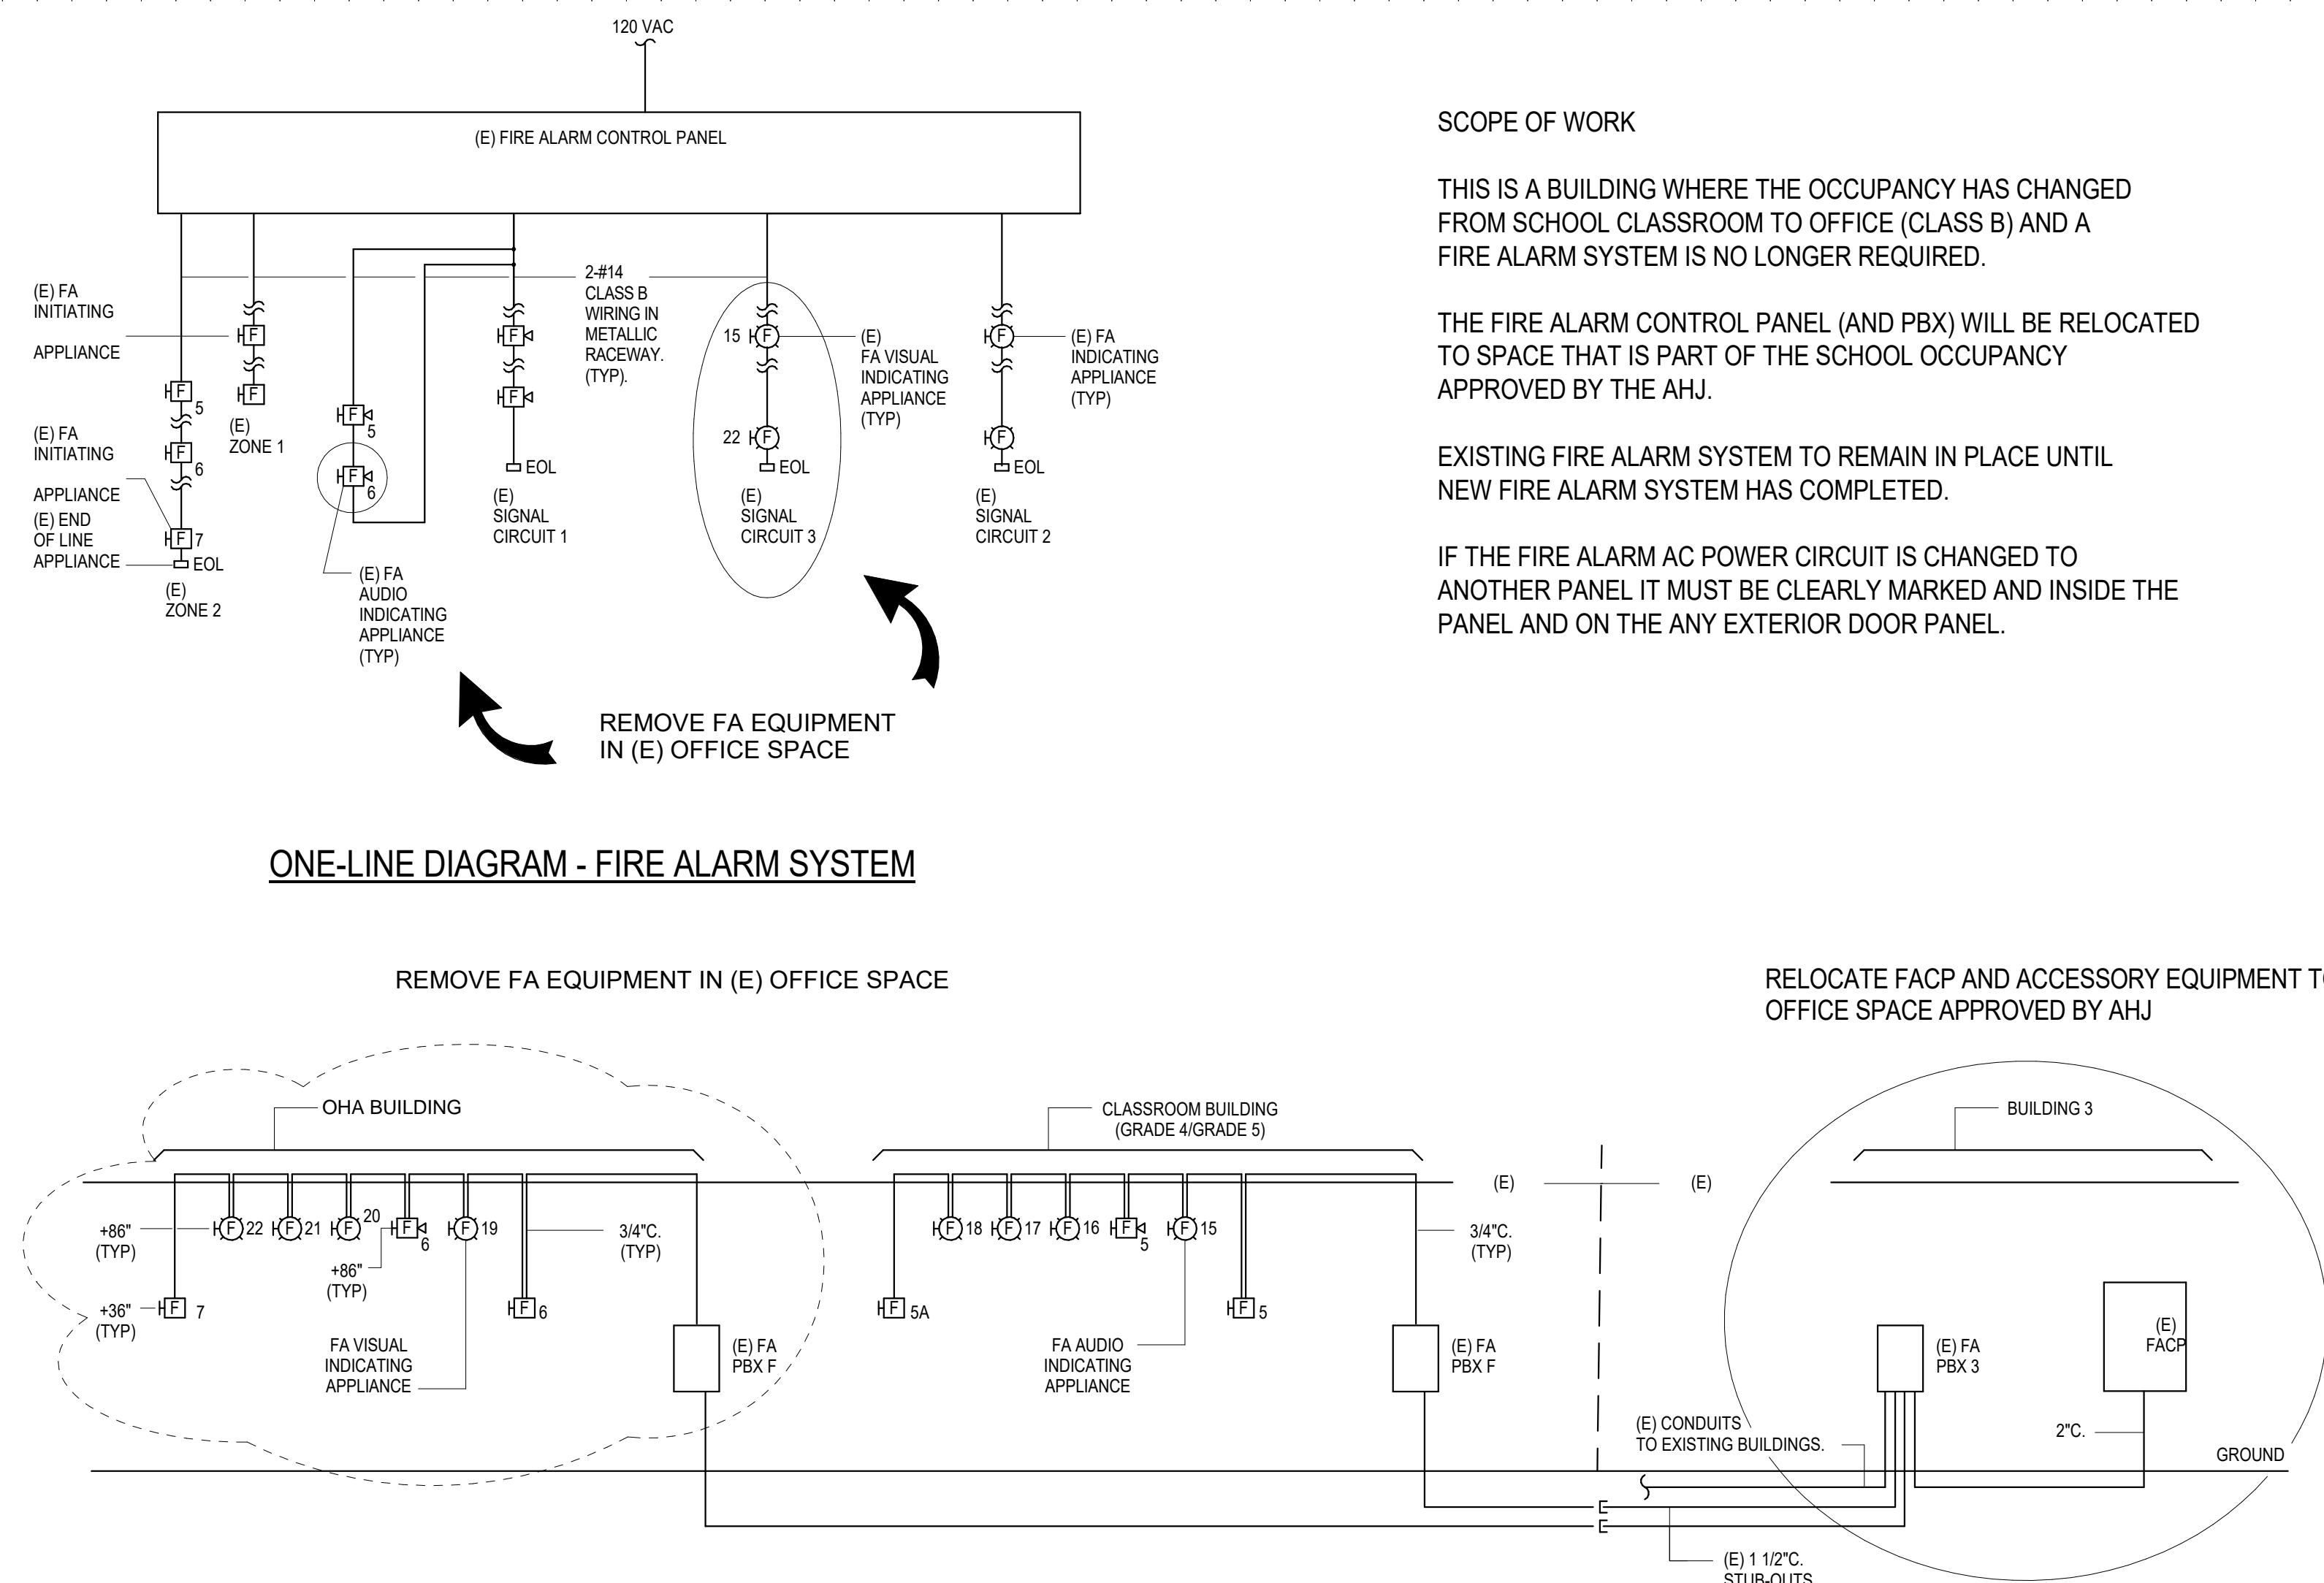 120 VAC
(E) FIRE ALARM CONTROL PANEL
(E) FA
INITIATING
APPLIANCE
(E) FA
INITIATING
APPLIANCE
(E) END
OF LINE
APPLIANCE
F
5
F
6
F
7
EOL
(E)
ZONE 2
F
F
(E)
ZONE 1
F
5
F
6
(E) FA
AUDIO
INDICATING
APPLIANCE
(TYP)
F
F
EOL
(E)
SIGNAL
CIRCUIT 1
2-#14
CLASS B
WIRING IN
METALLIC
RACEWAY.
(TYP).
15 F
22 F
EOL
(E)
SIGNAL
CIRCUIT 3
(E)
FA VISUAL
INDICATING
APPLIANCE
(TYP)
F
F
EOL
(E)
SIGNAL
CIRCUIT 2
(E) FA
INDICATING
APPLIANCE
(TYP)
REMOVE FA EQUIPMENT
IN (E) OFFICE SPACE
ONE-LINE DIAGRAM - FIRE ALARM SYSTEM
SCOPE OF WORK
THIS IS A BUILDING WHERE THE OCCUPANCY HAS CHANGED
FROM SCHOOL CLASSROOM TO OFFICE (CLASS B) AND A
FIRE ALARM SYSTEM IS NO LONGER REQUIRED.
THE FIRE ALARM CONTROL PANEL (AND PBX) WILL BE RELOCATED
TO SPACE THAT IS PART OF THE SCHOOL OCCUPANCY
APPROVED BY THE AHJ.
EXISTING FIRE ALARM SYSTEM TO REMAIN IN PLACE UNTIL
NEW FIRE ALARM SYSTEM HAS COMPLETED.
IF THE FIRE ALARM AC POWER CIRCUIT IS CHANGED TO
ANOTHER PANEL IT MUST BE CLEARLY MARKED AND INSIDE THE
PANEL AND ON THE ANY EXTERIOR DOOR PANEL.
REMOVE FA EQUIPMENT IN (E) OFFICE SPACE
RELOCATE FACP AND ACCESSORY EQUIPMENT TO
OFFICE SPACE APPROVED BY AHJ
OHA BUILDING
+86"
(TYP)
F 22
F 21
F 20
F 6
F 19
+86"
(TYP)
3/4"C.
(TYP)
+36"
(TYP)
F 7
F 6
FA VISUAL
INDICATING
APPLIANCE
(E) FA
PBX F
CLASSROOM BUILDING
(GRADE 4/GRADE 5)
F 18
F 17
F 16
F 5
F 15
3/4"C.
(TYP)
F 5A
F 5
FA AUDIO
INDICATING
APPLIANCE
(E) FA
PBX F
(E)
(E)
BUILDING 3
(E) FA
PBX 3
(E)
FACP
(E) CONDUITS
TO EXISTING BUILDINGS.
2"C.
GROUND
(E) 1 1/2"C.
STUB-OUTS